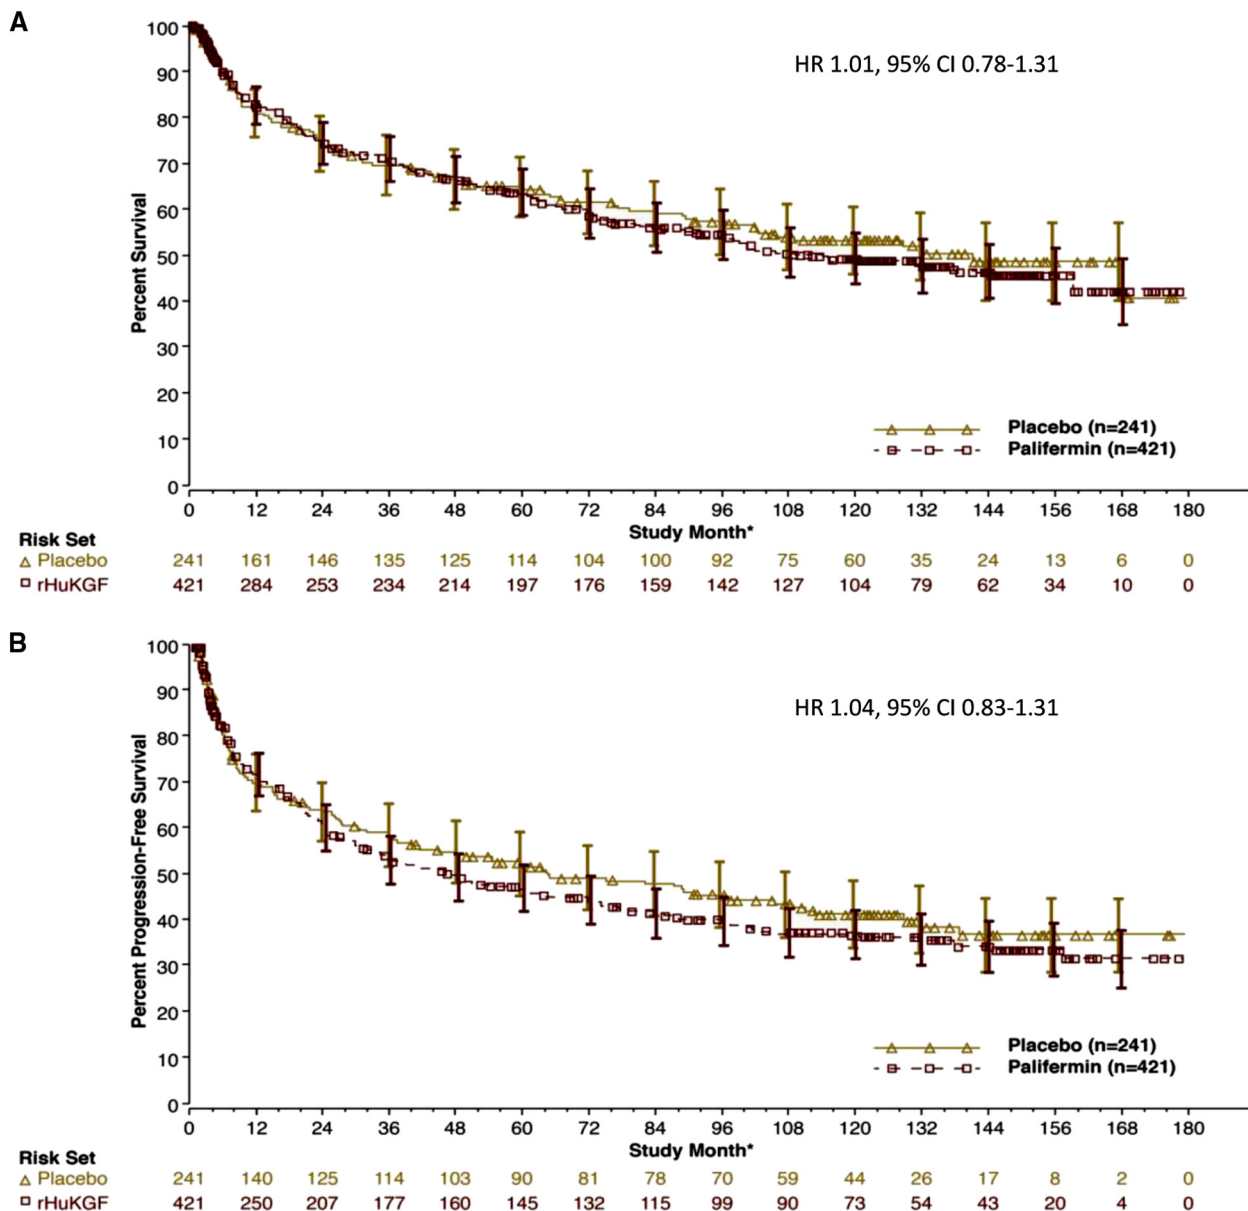 A
HR 1.01, 95% CI 0.78-1.31
Percent Survival
100
90
80
70
60
50
40
30
20
10
0
Placebo (n=241)
Palifermin (n=421)
0 12 24 36 48 60 72 84 96 108 120 132 144 156 168 180
Study Month*
Risk Set
Placebo 241 161 146 135 125 114 104 100 92 75 60 35 24 13 6 0
rHuKGF 421 284 253 234 214 197 176 159 142 127 104 79 62 34 10 0
B
HR 1.04, 95% CI 0.83-1.31
Percent Progression-Free Survival
100
90
80
70
60
50
40
30
20
10
0
Placebo (n=241)
Palifermin (n=421)
0 12 24 36 48 60 72 84 96 108 120 132 144 156 168 180
Study Month*
Risk Set
Placebo 241 140 125 114 103 90 81 78 70 59 44 26 17 8 2 0
rHuKGF 421 250 207 177 160 145 132 115 99 90 73 54 43 20 4 0